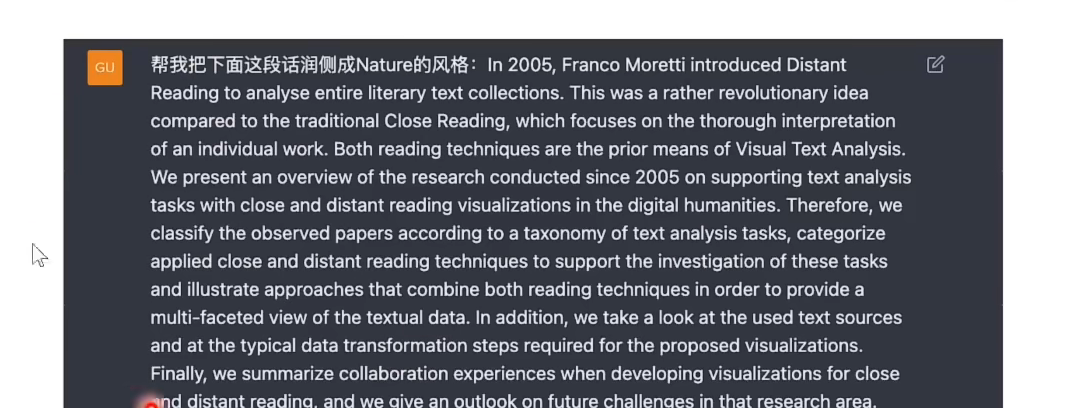 GU
帮我把下面这段话润侧成Nature的风格：In 2005, Franco Moretti introduced Distant
Reading to analyse entire literary text collections. This was a rather revolutionary idea
compared to the traditional Close Reading, which focuses on the thorough interpretation
of an individual work. Both reading techniques are the prior means of Visual Text Analysis.
We present an overview of the research conducted since 2005 on supporting text analysis
tasks with close and distant reading visualizations in the digital humanities. Therefore, we
classify the observed papers according to a taxonomy of text analysis tasks, categorize
applied close and distant reading techniques to support the investigation of these tasks
and illustrate approaches that combine both reading techniques in order to provide a
multi-faceted view of the textual data. In addition, we take a look at the used text sources
and at the typical data transformation steps required for the proposed visualizations.
Finally, we summarize collaboration experiences when developing visualizations for close
and distant reading, and we give an outlook on future challenges in that research area.